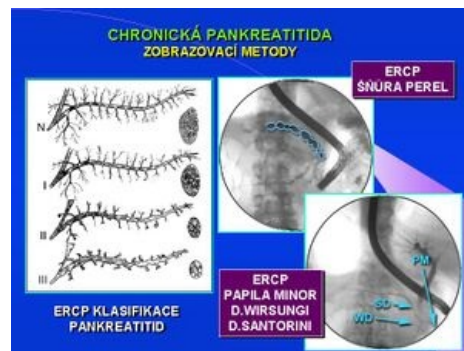 CHRONICKÁ PANKREATITIDA
ZOBRAZOVACÍ METODY
ERCP
ŠŇŮRA PEREL
N
I
II
III
ERCP KLASIFIKACE
PANKREATITID
ERCP
PAPILA MINOR
D.WIRSUNGI
D.SANTORINI
PM
SD
WD